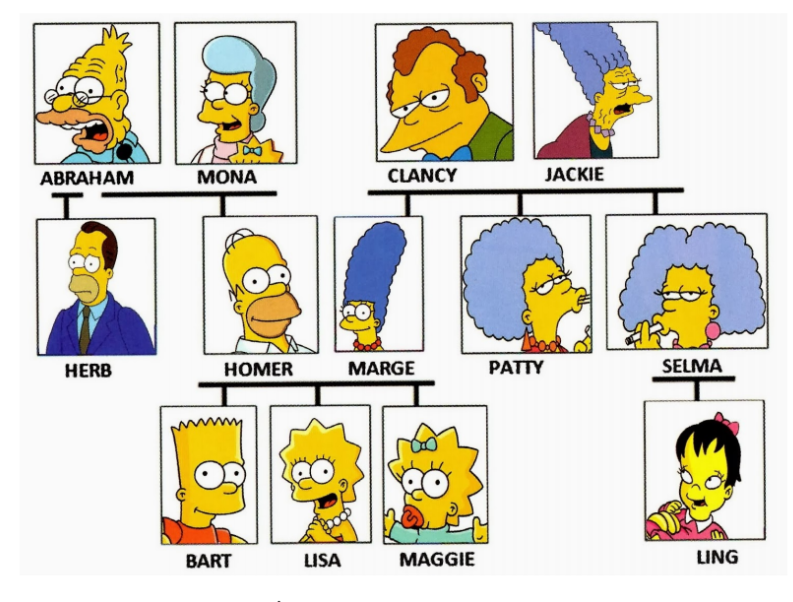 ABRAHAM MONA CLANCY JACKIE
HERB HOMER MARGE PATTY SELMA
BART LISA MAGGIE LING